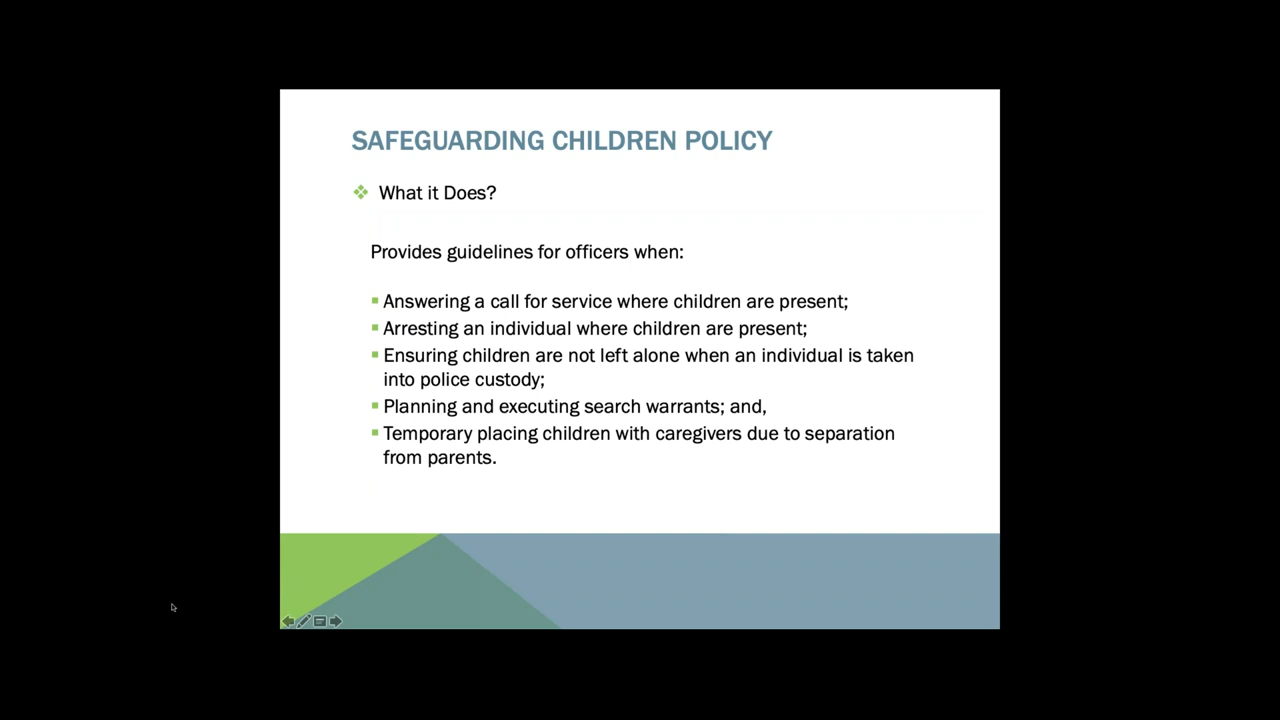 SAFEGUARDING CHILDREN POLICY
What it Does?
Provides guidelines for officers when:
Answering a call for service where children are present;
Arresting an individual where children are present;
Ensuring children are not left alone when an individual is taken
into police custody;
Planning and executing search warrants; and,
Temporary placing children with caregivers due to separation
from parents.